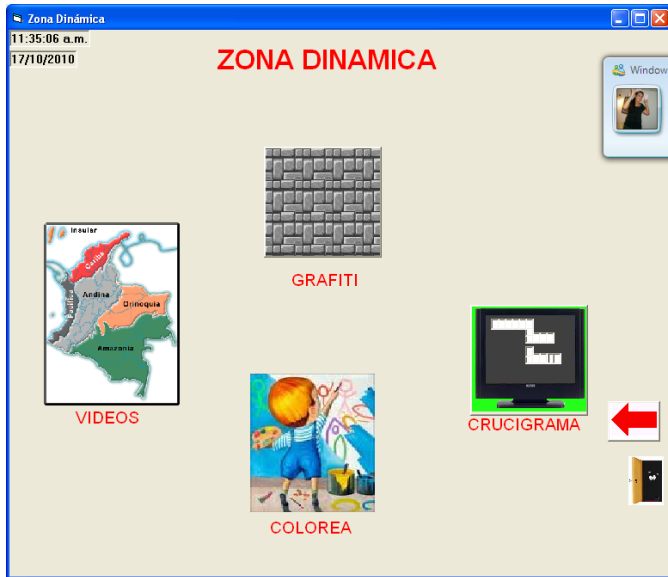 Zona Dinámica
11:35:06 a.m.
17/10/2010
ZONA DINAMICA
Window
GRAFITI
Insular
Caribe
Pacífica
Andina
Orinoquia
Amazonia
VIDEOS
CRUCIGRAMA
COLOREA